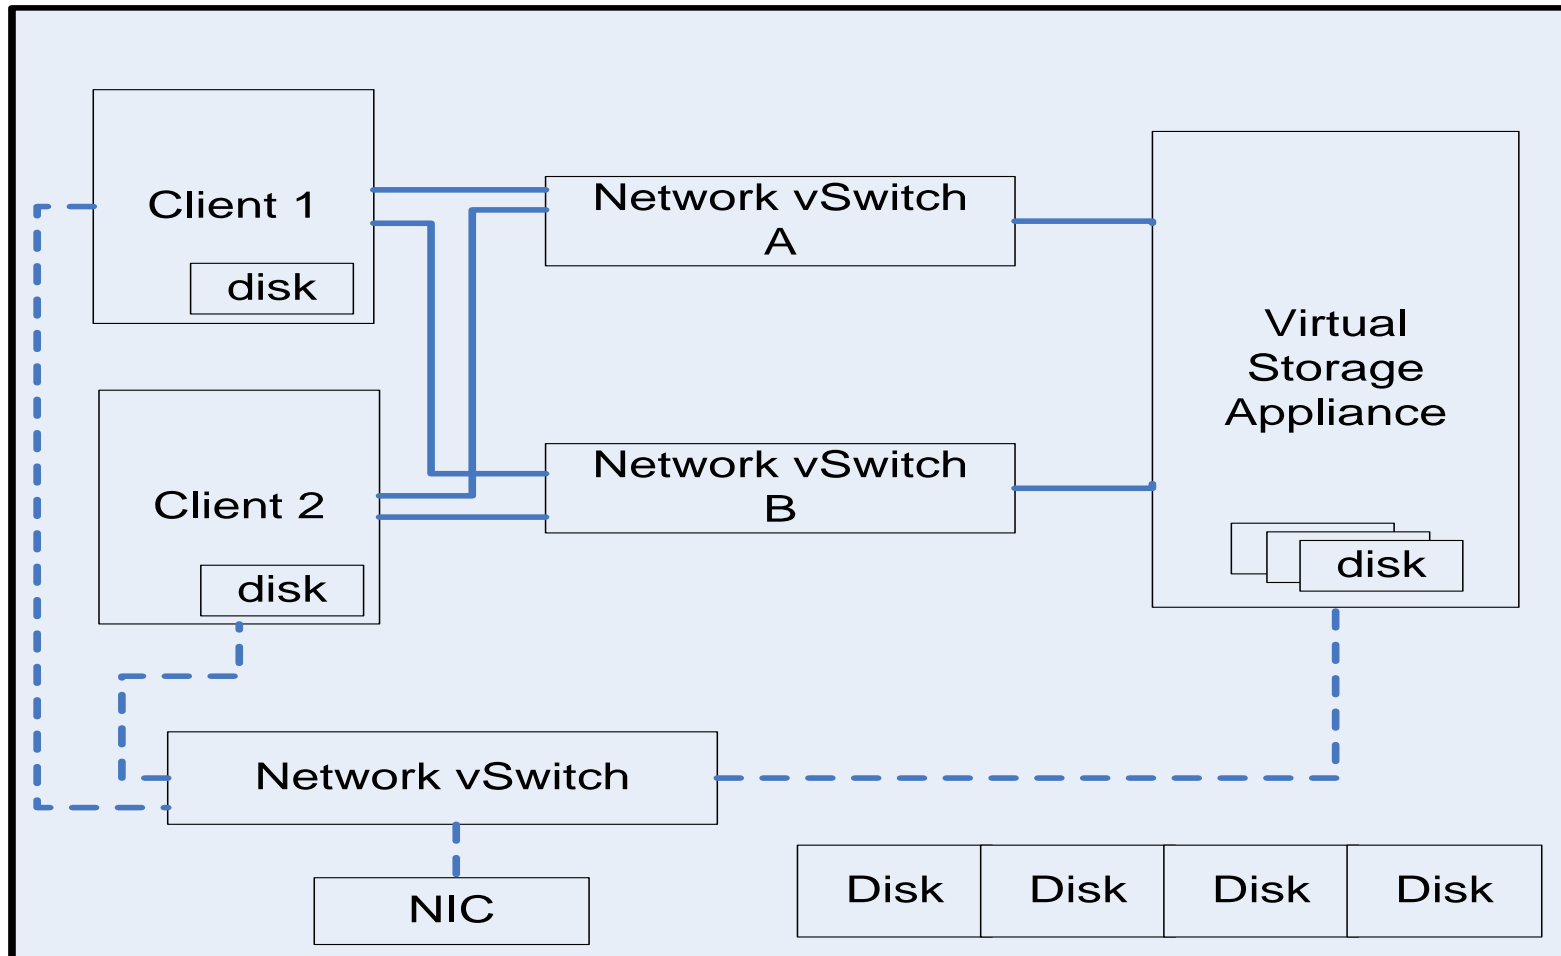 Client 1
disk
Network vSwitch
A
Virtual
Storage
Appliance
disk
Client 2
disk
Network vSwitch
B
Network vSwitch
NIC
Disk Disk Disk Disk